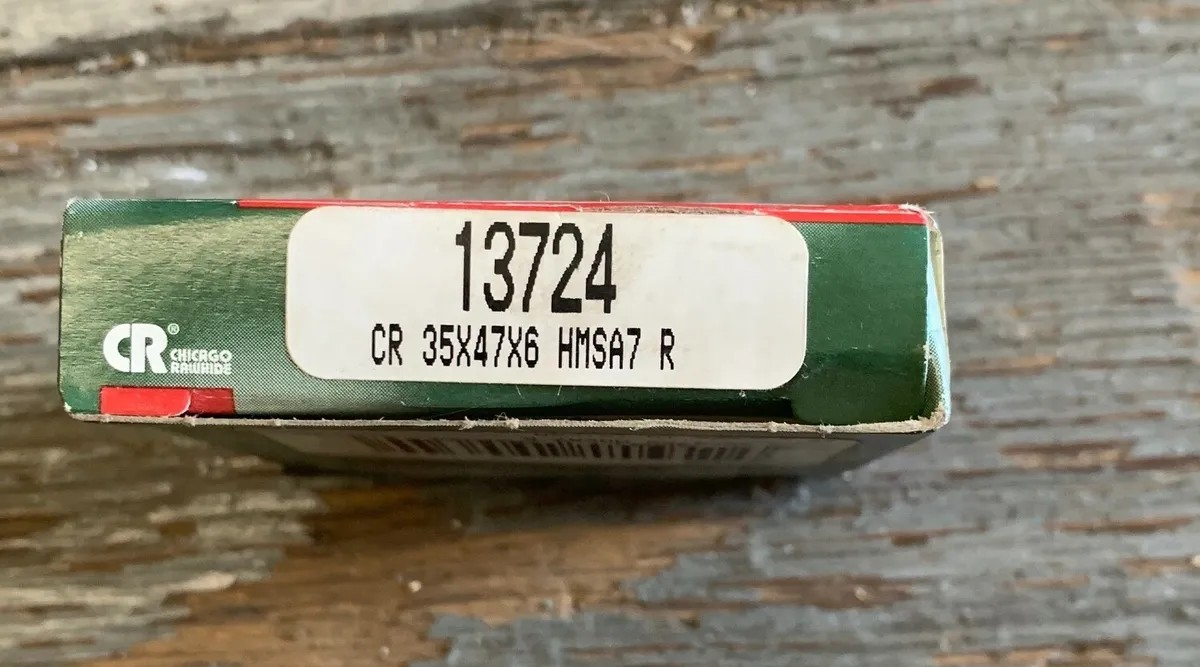 13724
CR 35X47X6 HMSA7 R
CR®
CHICAGO
RAWHIDE